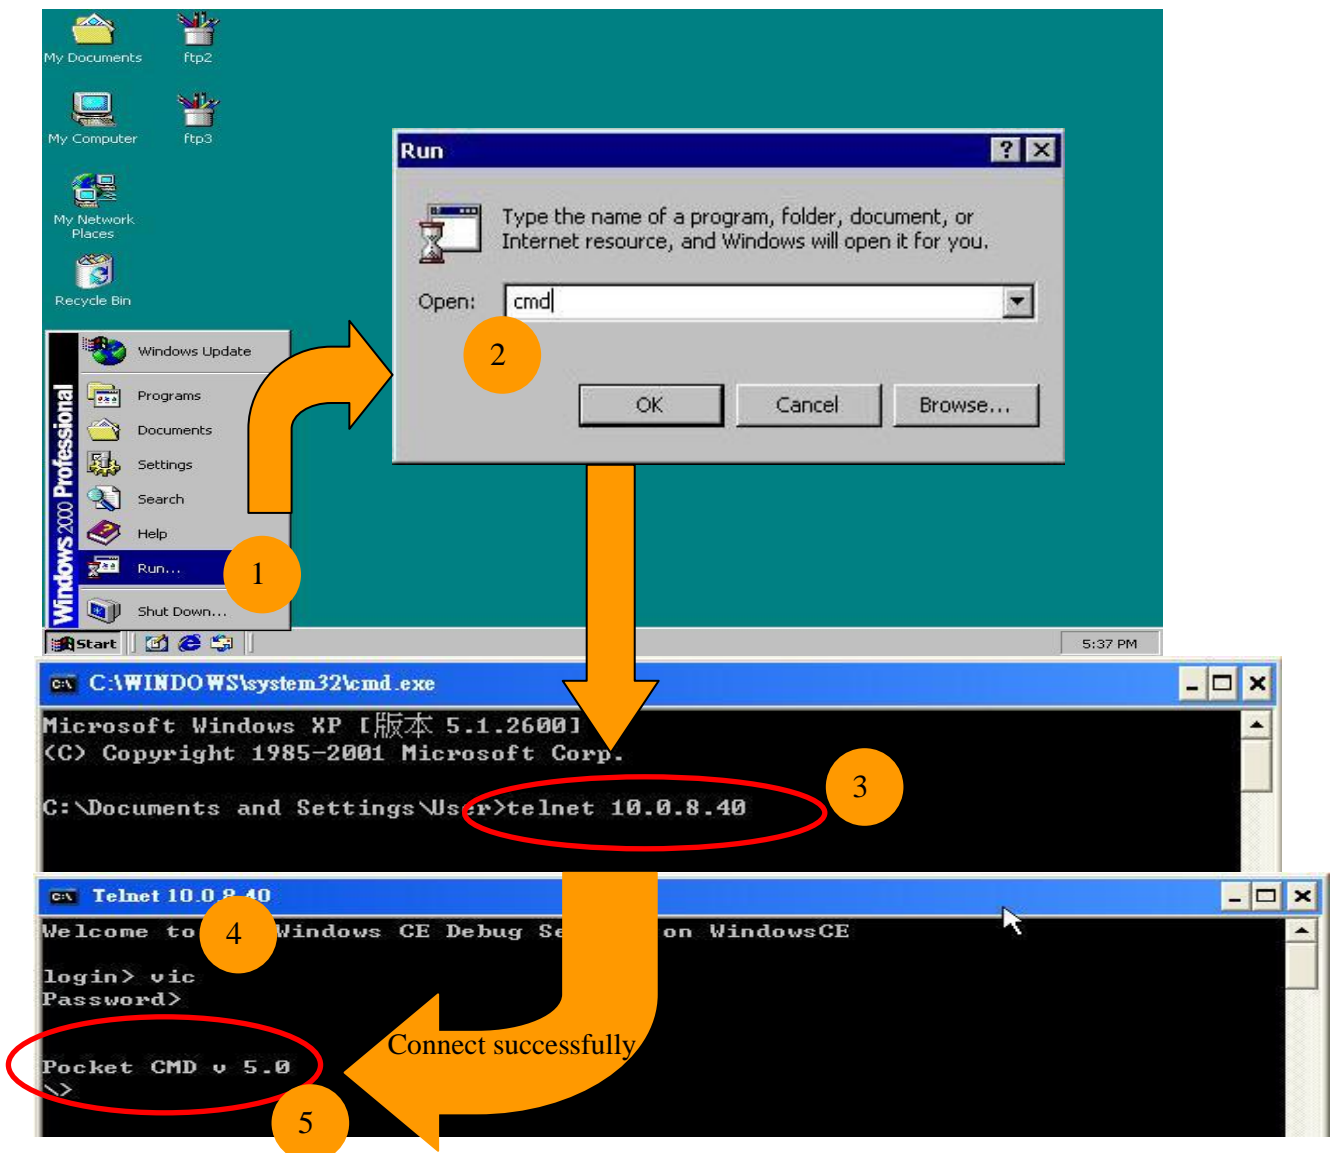 My Documents
ftp2
My Computer
ftp3
My Network
Places
Recycle Bin
Run
Type the name of a program, folder, document, or
Internet resource, and Windows will open it for you.
Open: cmd
2
OK Cancel Browse...
Windows 2000 Professional
Windows Update
Programs
Documents
Settings
Search
Help
Run...
1
Shut Down...
Start
5:37 PM
C:\WINDOWS\system32\cmd.exe
Microsoft Windows XP [版本 5.1.2600]
(C) Copyright 1985-2001 Microsoft Corp.
3
C:\Documents and Settings\User>telnet 10.0.8.40
Telnet 10.0.8.40
4
Welcome to Windows CE Debug on WindowsCE
login> vic
Password>
Connect successfully
Pocket CMD v 5.0
\>
5